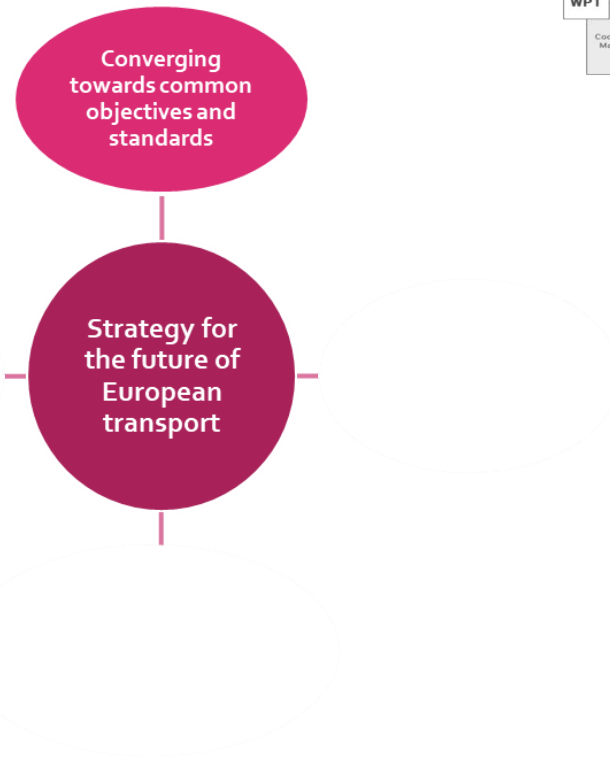 WPT
Converging
towards common
objectives and
standards
Strategy for
the future of
European
transport